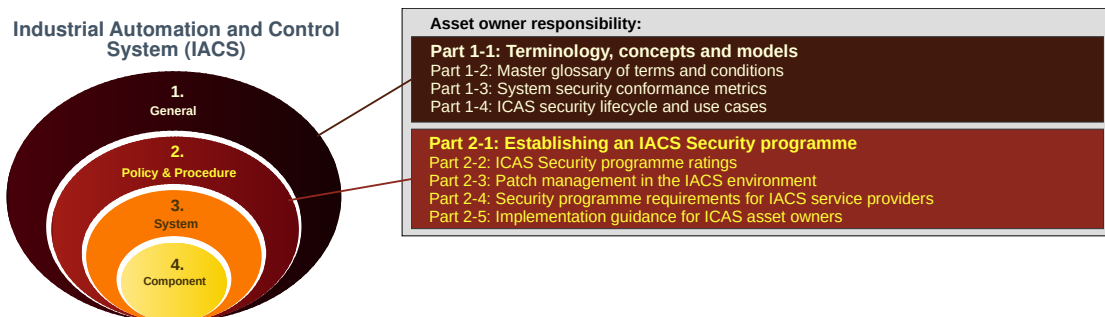 Industrial Automation and Control
System (IACS)
1.
General
2.
Policy & Procedure
3.
System
4.
Component
Asset owner responsibility:
Part 1-1: Terminology, concepts and models
Part 1-2: Master glossary of terms and conditions
Part 1-3: System security conformance metrics
Part 1-4: ICAS security lifecycle and use cases
Part 2-1: Establishing an IACS Security programme
Part 2-2: ICAS Security programme ratings
Part 2-3: Patch management in the IACS environment
Part 2-4: Security programme requirements for IACS service providers
Part 2-5: Implementation guidance for ICAS asset owners